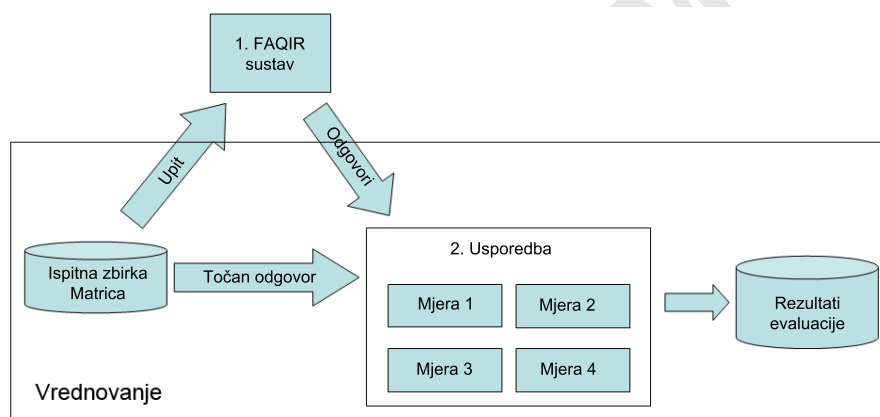 1. FAQIR
sustav
Upit
Odgovori
Ispitna zbirka
Matrica
Točan odgovor
2. Usporedba
Mjera 1
Mjera 2
Mjera 3
Mjera 4
Rezultati
evaluacije
Vrednovanje